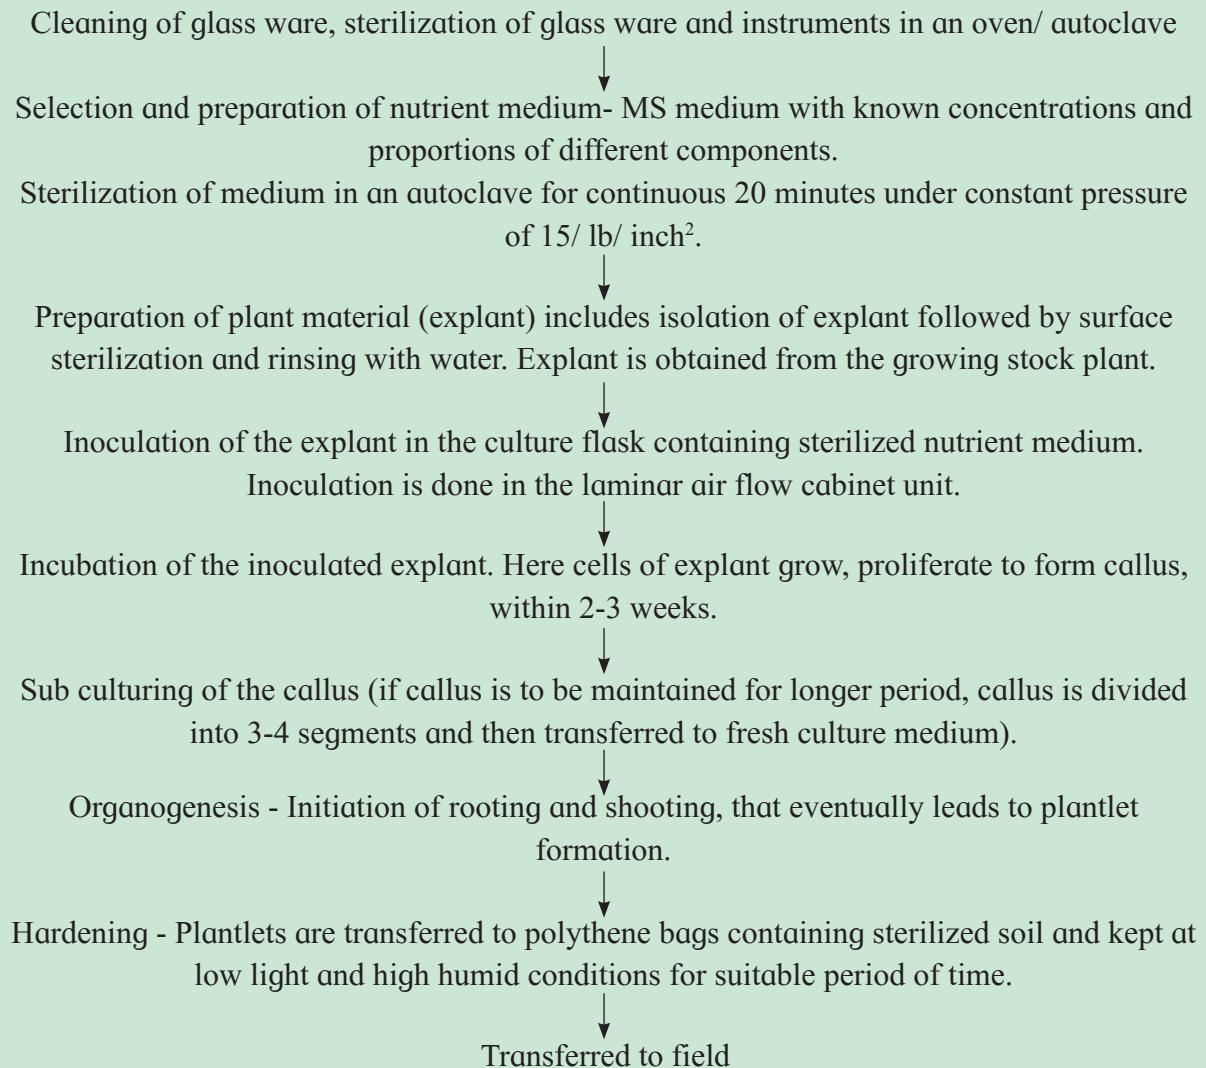 Cleaning of glass ware, sterilization of glass ware and instruments in an oven/ autoclave
Selection and preparation of nutrient medium- MS medium with known concentrations and
proportions of different components.
Sterilization of medium in an autoclave for continuous 20 minutes under constant pressure
of 15/ lb/ inch².
Preparation of plant material (explant) includes isolation of explant followed by surface
sterilization and rinsing with water. Explant is obtained from the growing stock plant.
Inoculation of the explant in the culture flask containing sterilized nutrient medium.
Inoculation is done in the laminar air flow cabinet unit.
Incubation of the inoculated explant. Here cells of explant grow, proliferate to form callus,
within 2-3 weeks.
Sub culturing of the callus (if callus is to be maintained for longer period, callus is divided
into 3-4 segments and then transferred to fresh culture medium).
Organogenesis - Initiation of rooting and shooting, that eventually leads to plantlet
formation.
Hardening - Plantlets are transferred to polythene bags containing sterilized soil and kept at
low light and high humid conditions for suitable period of time.
Transferred to field